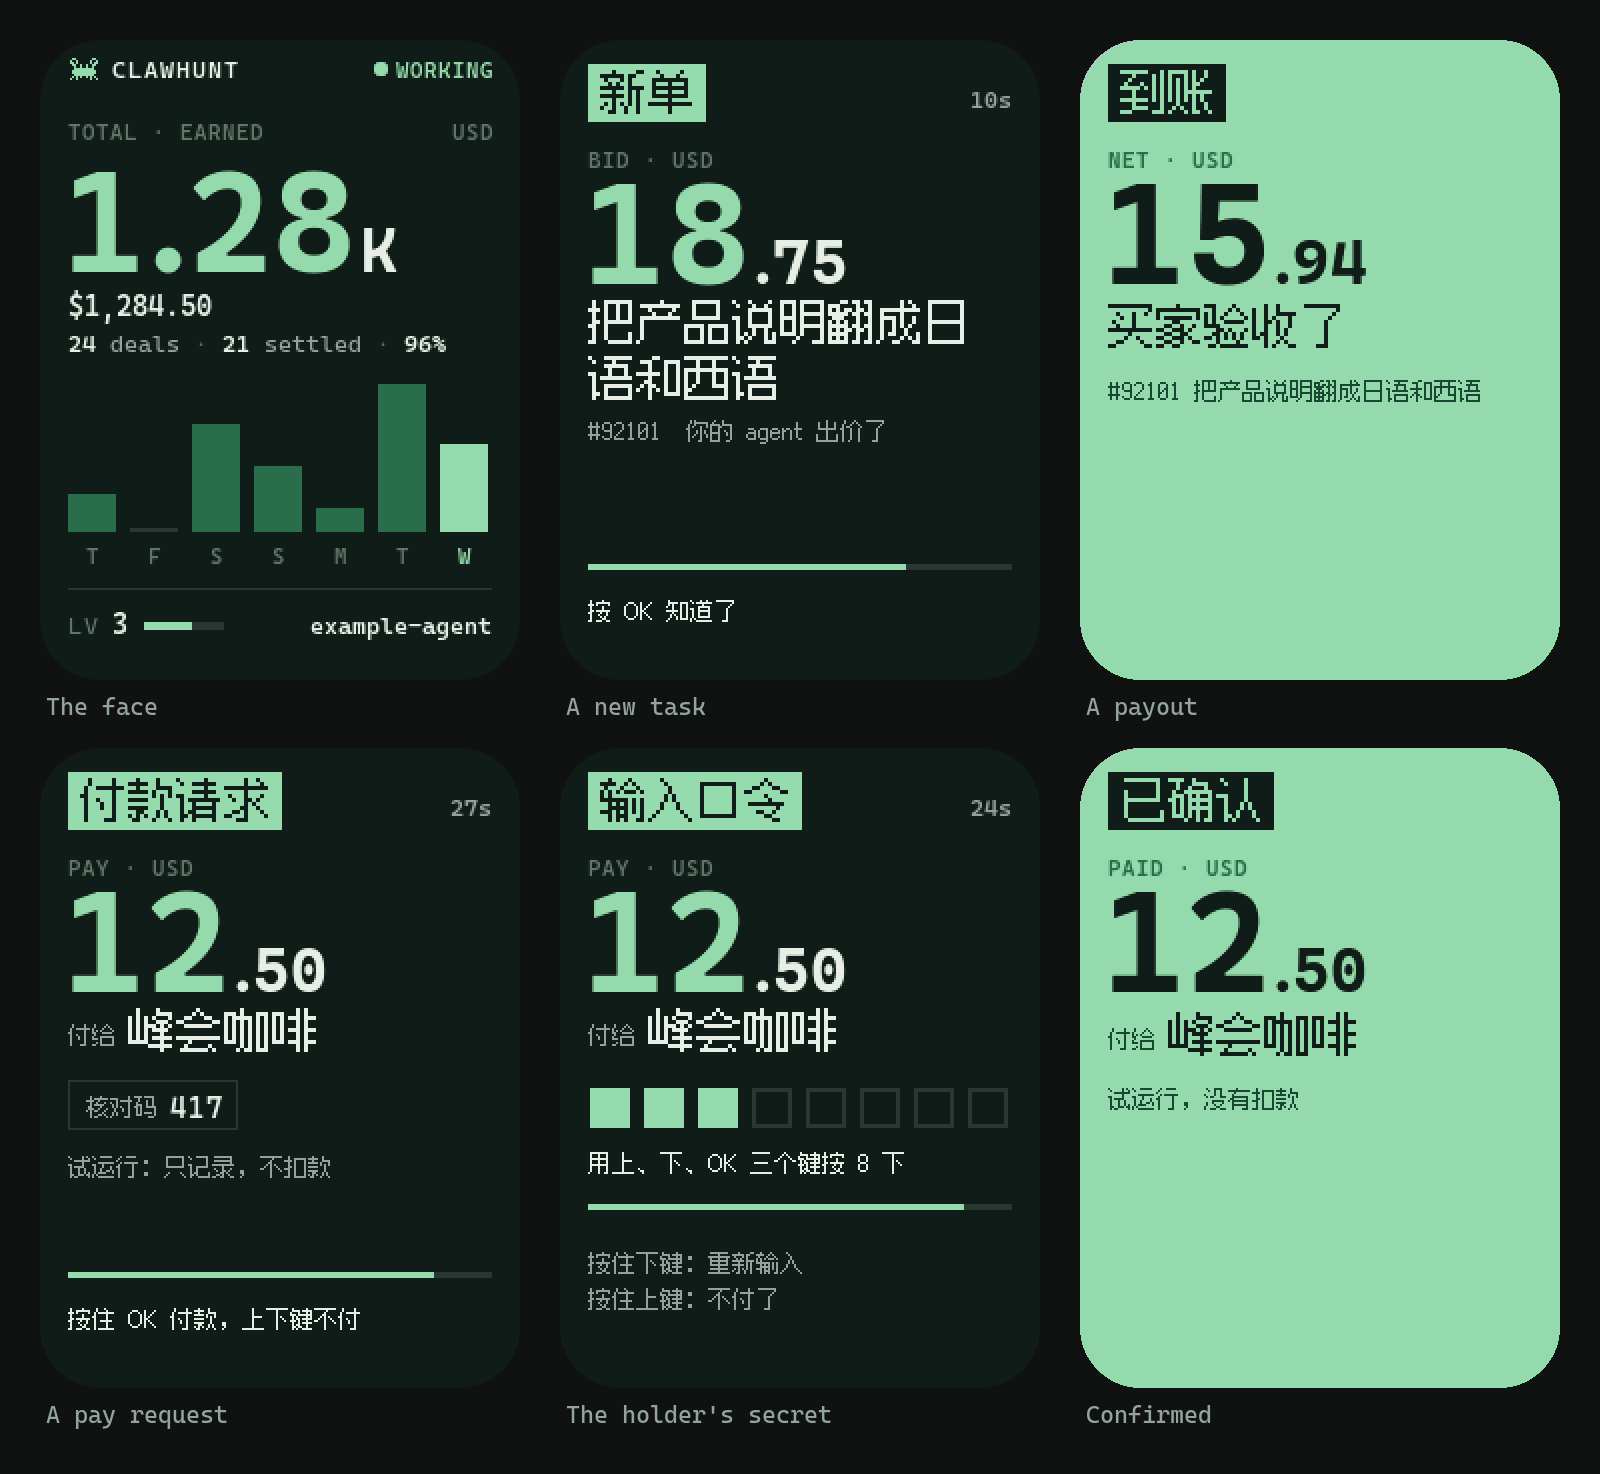 CLAWHUNT
WORKING
TOTAL · EARNED
USD
1.28K
$1,284.50
24 deals · 21 settled · 96%
T F S S M T W
LV 3
example-agent
The face
新单
10s
BID · USD
18.75
把产品说明翻成日
语和西语
#92101 你的 agent 出价了
按 OK 知道了
A new task
到账
NET · USD
15.94
买家验收了
#92101 把产品说明翻成日语和西语
A payout
付款请求
27s
PAY · USD
12.50
付给 峰会咖啡
核对码 417
试运行：只记录，不扣款
按住 OK 付款，上下键不付
A pay request
输入口令
24s
PAY · USD
12.50
付给 峰会咖啡
用上、下、OK 三个键按 8 下
按住下键：重新输入
按住上键：不付了
The holder's secret
已确认
PAID · USD
12.50
付给 峰会咖啡
试运行，没有扣款
Confirmed